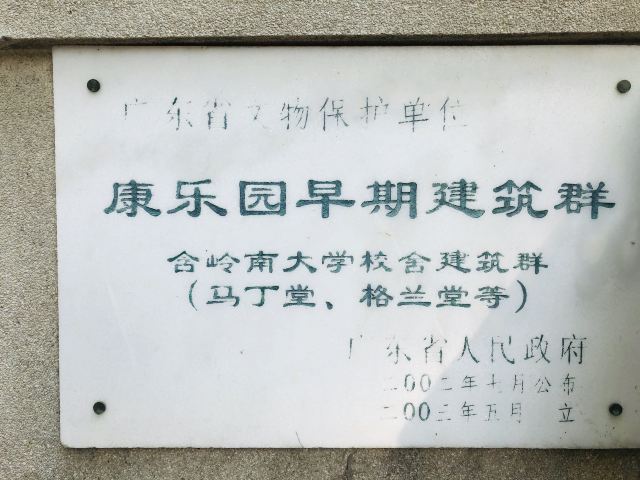 广东省文物保护单位
康乐园早期建筑群
含岭南大学校舍建筑群
（马丁堂、格兰堂等）
广东省人民政府
二00二年七月公布
二00三年五月 立